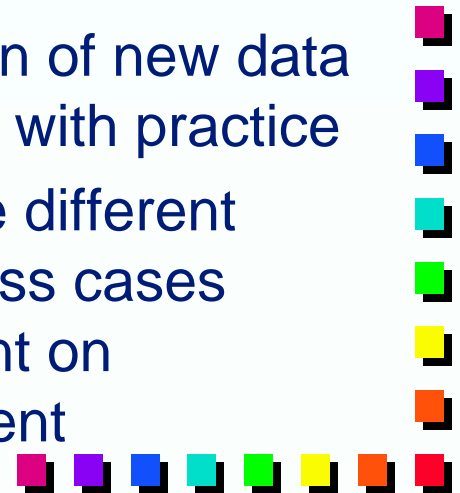 n of new data
with practice
e different
ss cases
nt on
ent